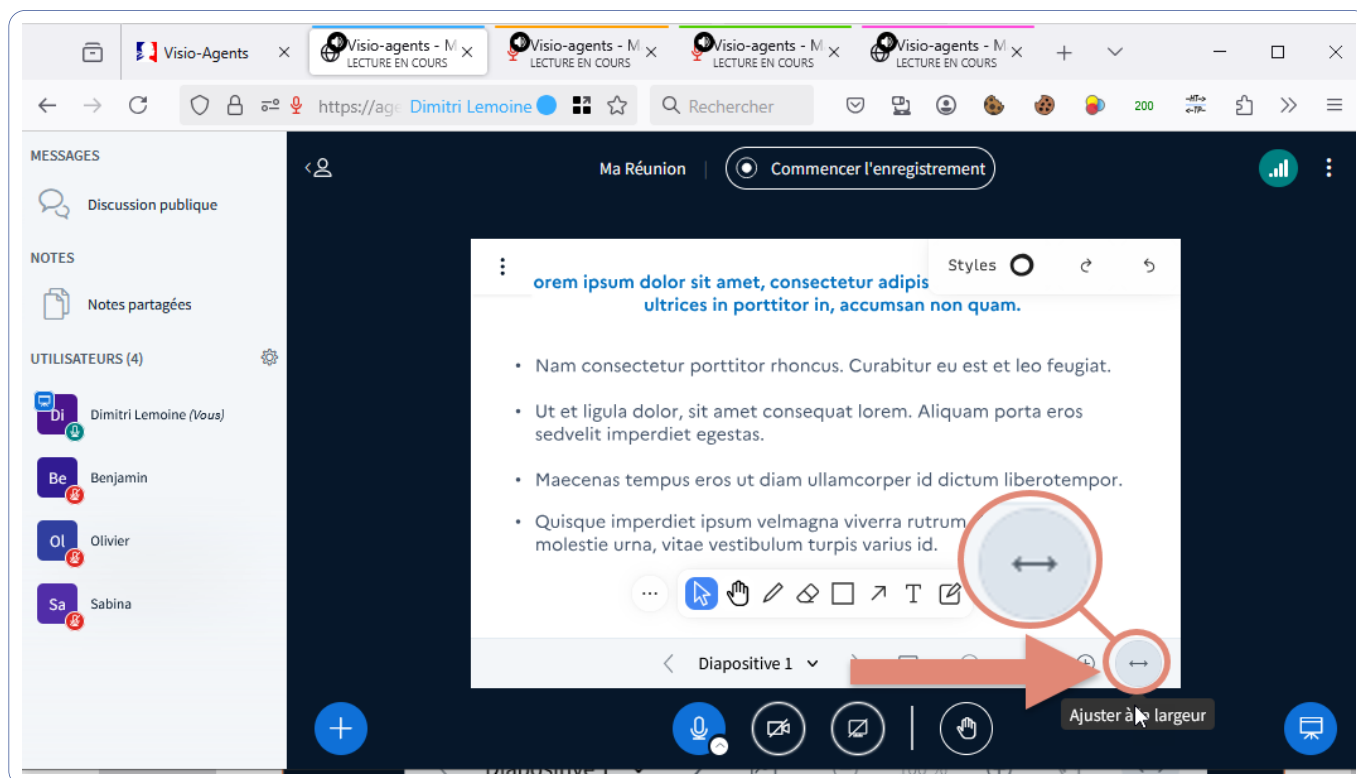 Visio-Agents
Visio-agents - M
LECTURE EN COURS
Visio-agents - M
LECTURE EN COURS
Visio-agents - M
LECTURE EN COURS
Visio-agents - M
LECTURE EN COURS
https://age
Dimitri Lemoine
Rechercher
200
MESSAGES
Discussion publique
NOTES
Notes partagées
UTILISATEURS (4)
Di
Dimitri Lemoine (Vous)
Be
Benjamin
Ol
Olivier
Sa
Sabina
Ma Réunion
Commencer l'enregistrement
Styles
orem ipsum dolor sit amet, consectetur adipis
ultrices in porttitor in, accumsan non quam.
• Nam consectetur porttitor rhoncus. Curabitur eu est et leo feugiat.
• Ut et ligula dolor, sit amet consequat lorem. Aliquam porta eros
sedvelit imperdiet egestas.
• Maecenas tempus eros ut diam ullamcorper id dictum liberotempor.
• Quisque imperdiet ipsum velmagna viverra rutrum
molestie urna, vitae vestibulum turpis varius id.
T
Diapositive 1
Ajuster à la largeur
Diapositive 1